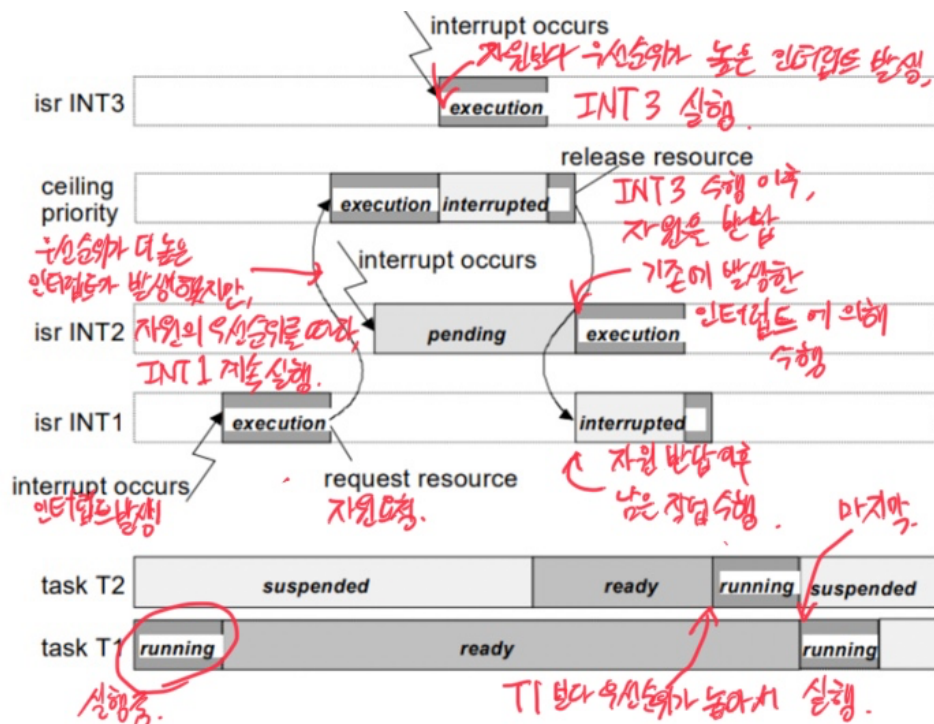 interrupt occurs
자원보다 우선순위가 높은 인터럽트 발생,
isr INT3
execution
INT 3 실행.
release resource
ceiling
priority
execution
interrupted
INT 3 수행 이후,
자원을 반납
우선순위가 더 높은
인터럽트가 발생했지만,
자원의 우선순위를 따라,
INT 1 계속 실행.
interrupt occurs
기존에 발생한
인터럽트에 의해
수행
isr INT2
pending
execution
isr INT1
execution
interrupted
interrupt occurs
인터럽트 발생
request resource
자원 요청.
자원 반납 이후
남은 작업 수행.
마지막.
task T2
suspended
ready
running
suspended
task T1
running
ready
running
실행중.
T1 보다 우선순위가 높아서 실행.